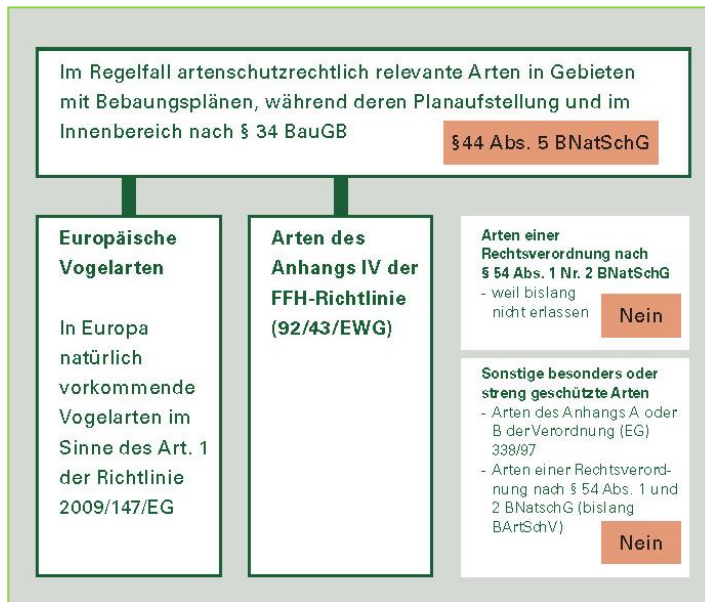 Im Regelfall artenschutzrechtlich relevante Arten in Gebieten
mit Bebaungsplänen, während deren Planaufstellung und im
Innenbereich nach § 34 BauGB
§44 Abs. 5 BNatSchG
Europäische
Vogelarten
In Europa
natürlich
vorkommende
Vogelarten im
Sinne des Art. 1
der Richtlinie
2009/147/EG
Arten des
Anhangs IV der
FFH-Richtlinie
(92/43/EWG)
Arten einer
Rechtsverordnung nach
§ 54 Abs. 1 Nr. 2 BNatSchG
- weil bislang
nicht erlassen
Nein
Sonstige besonders oder
streng geschützte Arten
- Arten des Anhangs A oder
B der Verordnung (EG)
338/97
- Arten einer Rechtsverord-
nung nach § 54 Abs. 1 und
2 BNatschG (bislang
BArtSchV)
Nein